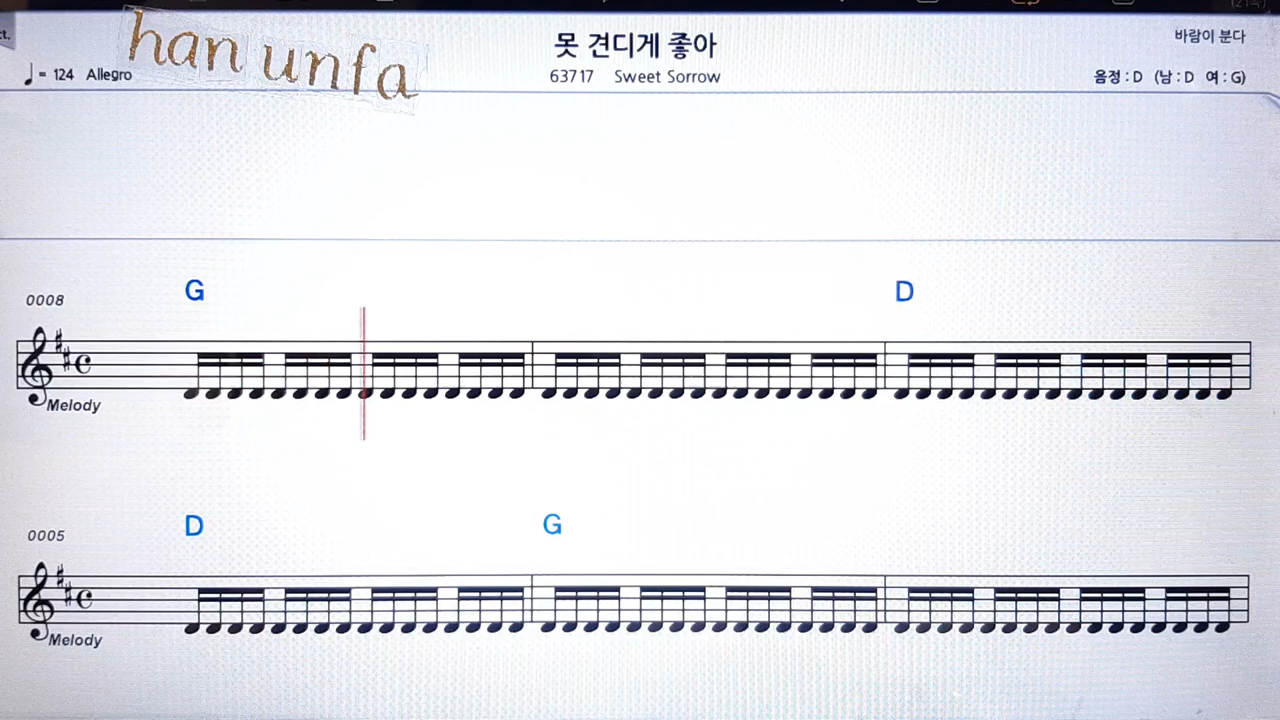 ct.
han unfa
못 견디게 좋아
바람이 분다
♩= 124 Allegro
63717 Sweet Sorrow
음정 : D (남 : D 여 : G)
G
D
0008
Melody
D
G
0005
Melody